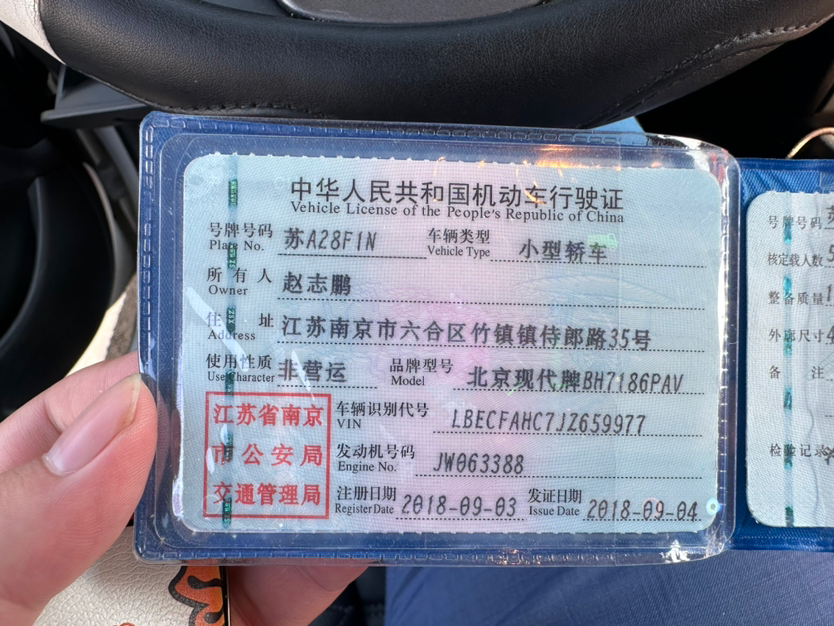 中华人民共和国机动车行驶证
Vehicle License of the People's Republic of China
号牌号码 苏A28F1N 车辆类型 小型轿车
Plate No. Vehicle Type
所有人 赵志鹏
Owner
住址 江苏南京市六合区竹镇镇侍郎路35号
Address
使用性质 非营运 品牌型号 北京现代牌BH7186PAV
Use Character Model
江苏省南京市公安局交通管理局
车辆识别代号 LBECFAHC7JZ659977
VIN
发动机号码 JW063388
Engine No.
注册日期 2018-09-03 发证日期 2018-09-04
Register Date Issue Date
号牌号码
核定载人数
整备质量
外廓尺寸
备注
检验记录